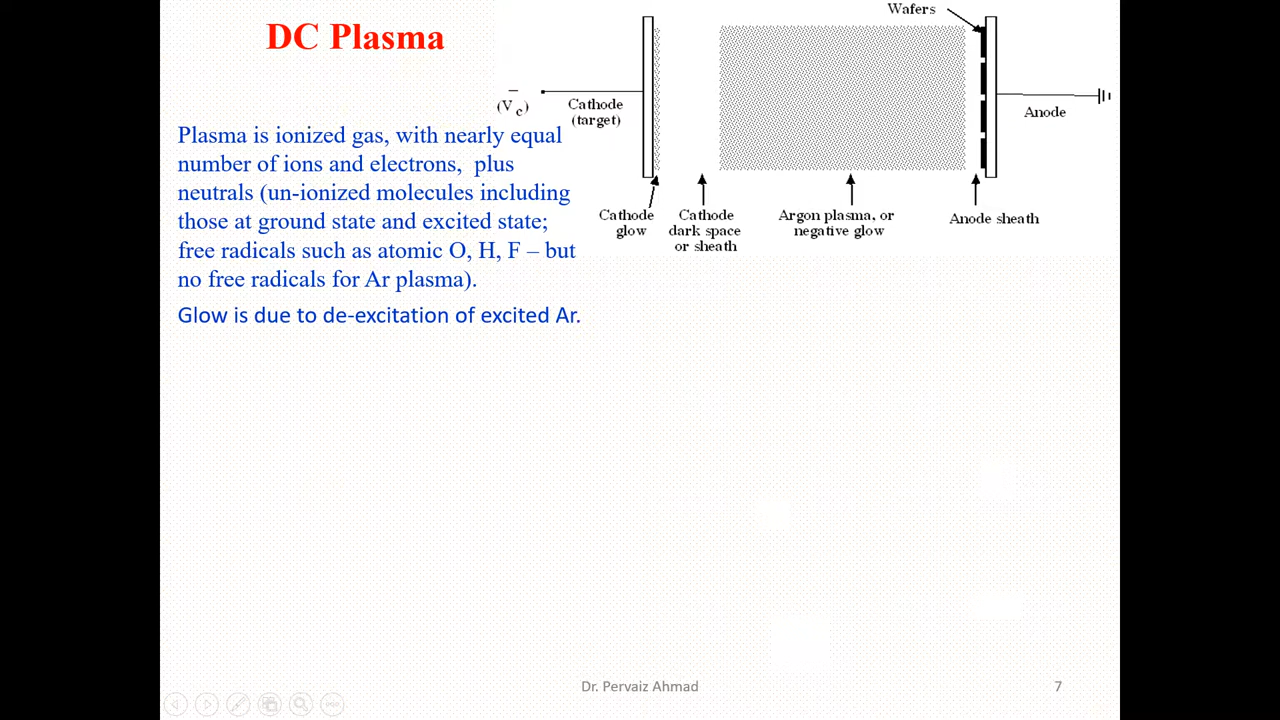 DC Plasma
Plasma is ionized gas, with nearly equal
number of ions and electrons,  plus
neutrals (un-ionized molecules including
those at ground state and excited state;
free radicals such as atomic O, H, F – but
no free radicals for Ar plasma).
Glow is due to de-excitation of excited Ar.
Wafers
–
(Vc)
Cathode
(target)
Anode
Cathode
glow
Cathode
dark space
or sheath
Argon plasma, or
negative glow
Anode sheath
Dr. Pervaiz Ahmad
7